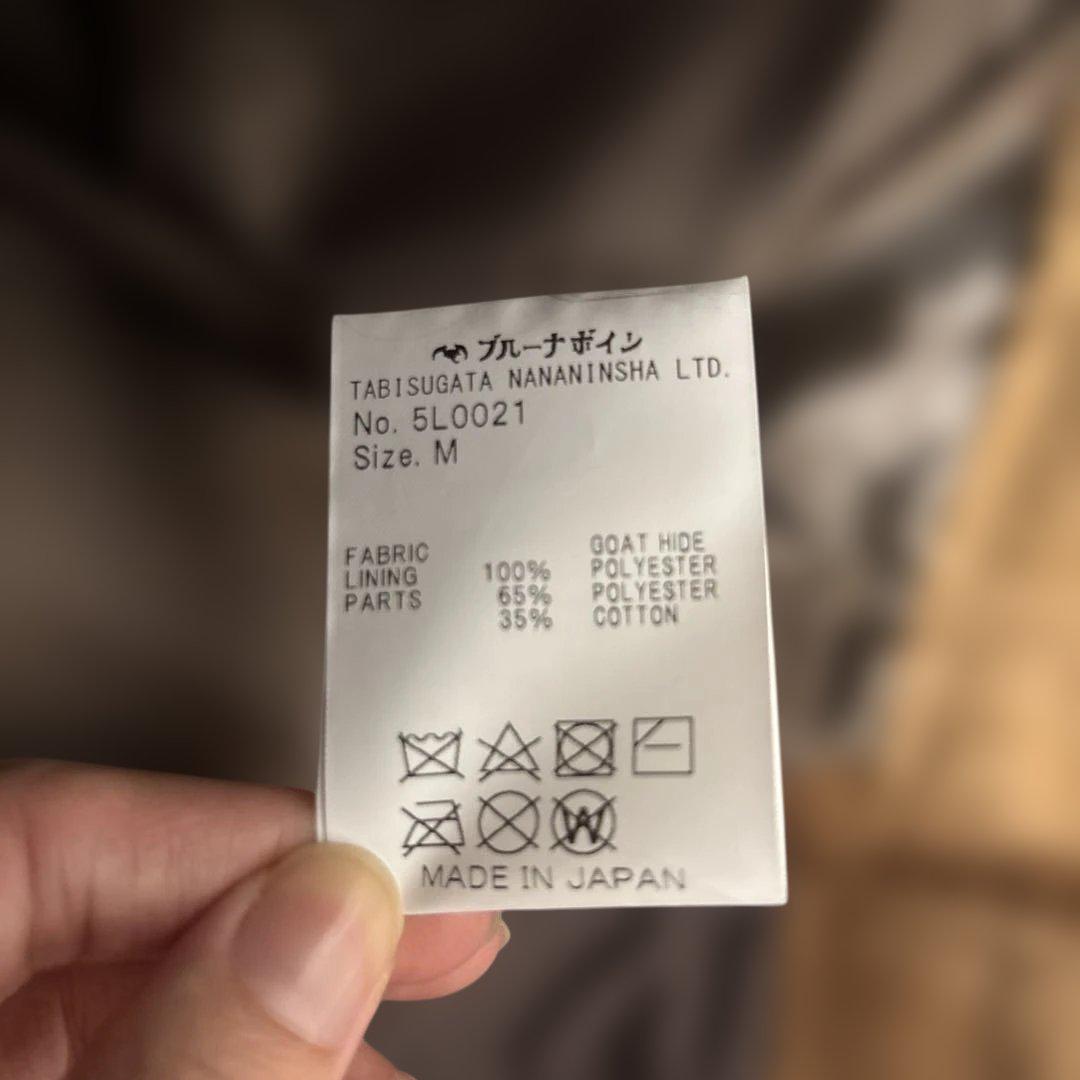 ブルーナボイン
TABISUGATA NANANINSHA LTD.
No. 5L0021
Size. M
FABRIC GOAT HIDE
LINING 100% POLYESTER
PARTS 65% POLYESTER
35% COTTON
W
MADE IN JAPAN